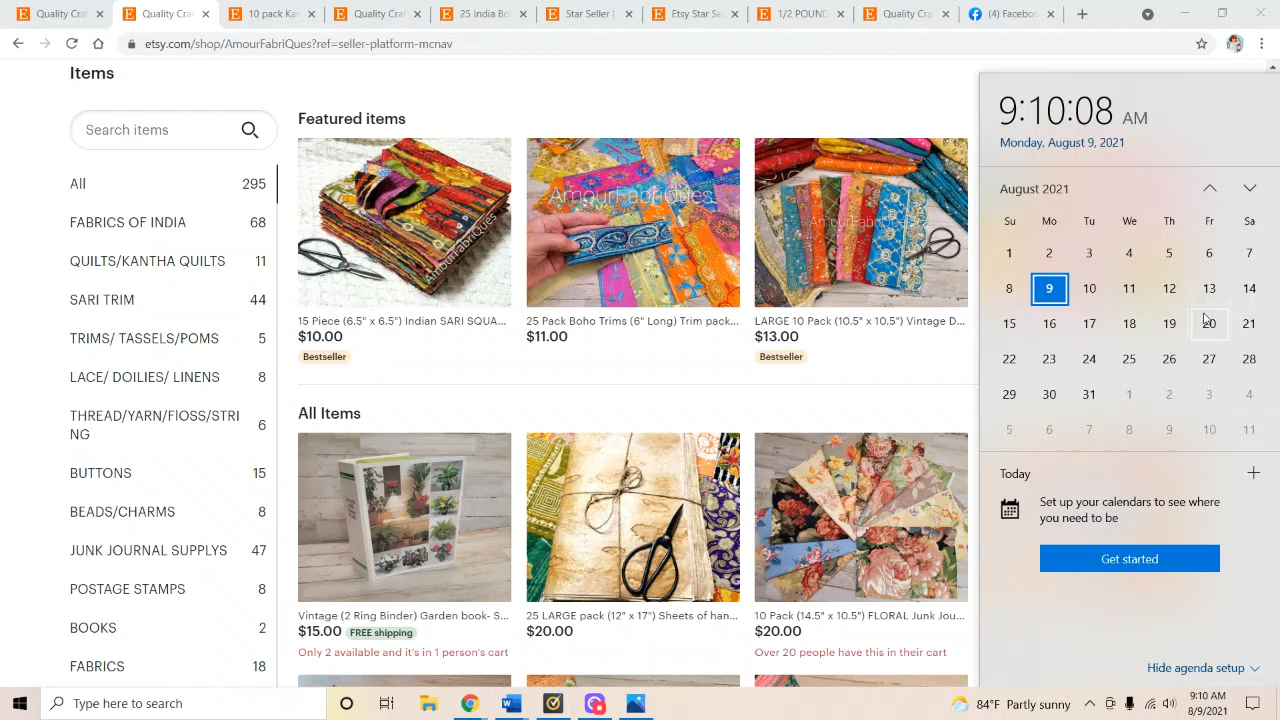 Quality Cra
Quality Cra
10 pack Kan
Quality Cra
25 India Bo
Star Seller |
Etsy Star Se
1/2 POUND
Quality Cra
(4) Faceboo
etsy.com/shop/AmourFabriQues?ref=seller-platform-mcnav
Items
Search items
All 295
FABRICS OF INDIA 68
QUILTS/KANTHA QUILTS 11
SARI TRIM 44
TRIMS/ TASSELS/POMS 5
LACE/ DOILIES/ LINENS 8
THREAD/YARN/FlOSS/STRI
NG 6
BUTTONS 15
BEADS/CHARMS 8
JUNK JOURNAL SUPPLYS 47
POSTAGE STAMPS 8
BOOKS 2
FABRICS 18
Featured items
AmourFabriQues
AmourFabriQues
AmourFabriQues
15 Piece (6.5" x 6.5") Indian SARI SQUA...
$10.00
Bestseller
25 Pack Boho Trims (6" Long) Trim pack...
$11.00
LARGE 10 Pack (10.5" x 10.5") Vintage D...
$13.00
Bestseller
All Items
Vintage (2 Ring Binder) Garden book- S...
$15.00 FREE shipping
Only 2 available and it's in 1 person's cart
25 LARGE pack (12" x 17") Sheets of han...
$20.00
10 Pack (14.5" x 10.5") FLORAL Junk Jou...
$20.00
Over 20 people have this in their cart
9:10:08 AM
Monday, August 9, 2021
August 2021
Su Mo Tu We Th Fr Sa
1 2 3 4 5 6 7
8 9 10 11 12 13 14
15 16 17 18 19 20 21
22 23 24 25 26 27 28
29 30 31 1 2 3 4
5 6 7 8 9 10 11
Today
Set up your calendars to see where
you need to be
Get started
Hide agenda setup
Type here to search
84°F Partly sunny
9:10 AM
8/9/2021